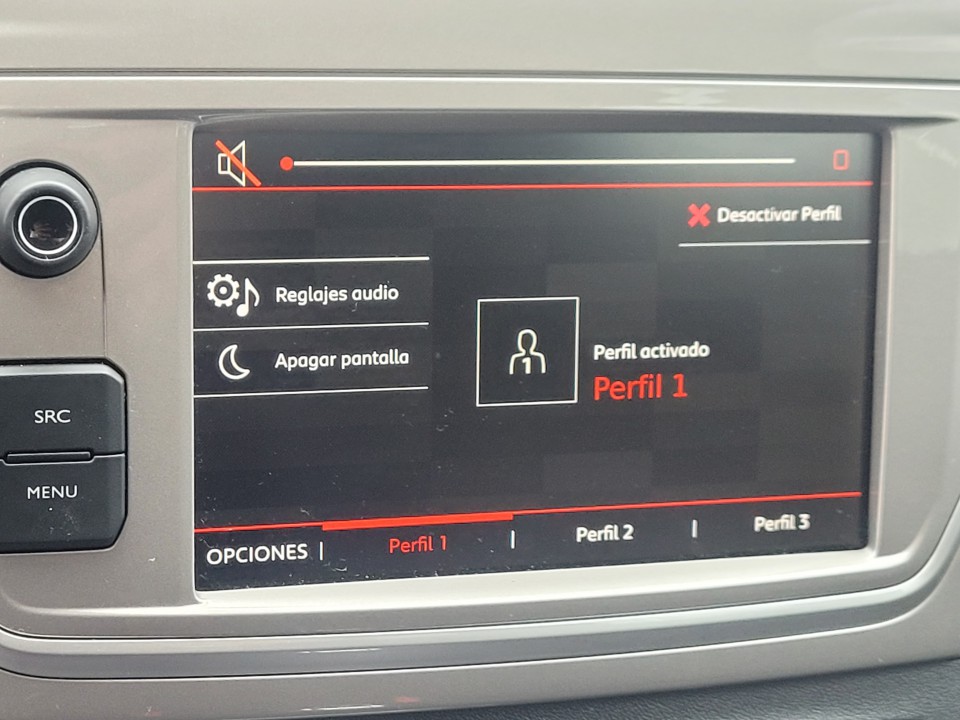 0
Desactivar Perfil
Reglajes audio
Apagar pantalla
1
Perfil activado
Perfil 1
SRC
MENU
OPCIONES | Perfil 1 | Perfil 2 | Perfil 3